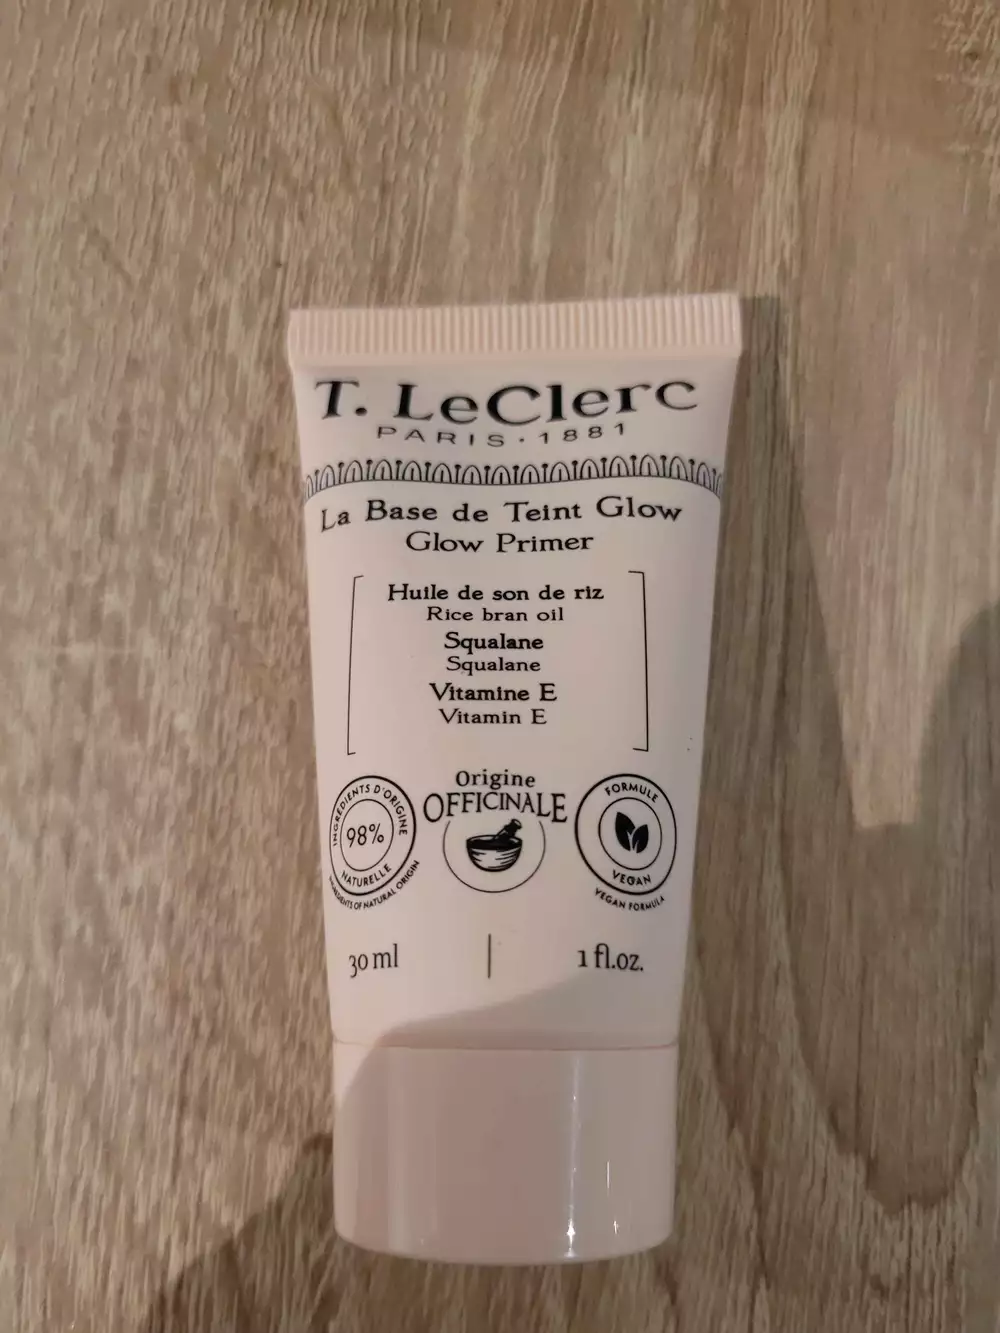 T. LeClerc
PARIS · 1881
La Base de Teint Glow
Glow Primer
Huile de son de riz
Rice bran oil
Squalane
Squalane
Vitamine E
Vitamin E
INGRÉDIENTS D'ORIGINE
98%
NATURELLE
INGREDIENTS OF NATURAL ORIGIN
Origine
OFFICINALE
FORMULE
VEGAN
VEGAN FORMULA
30 ml | 1 fl.oz.